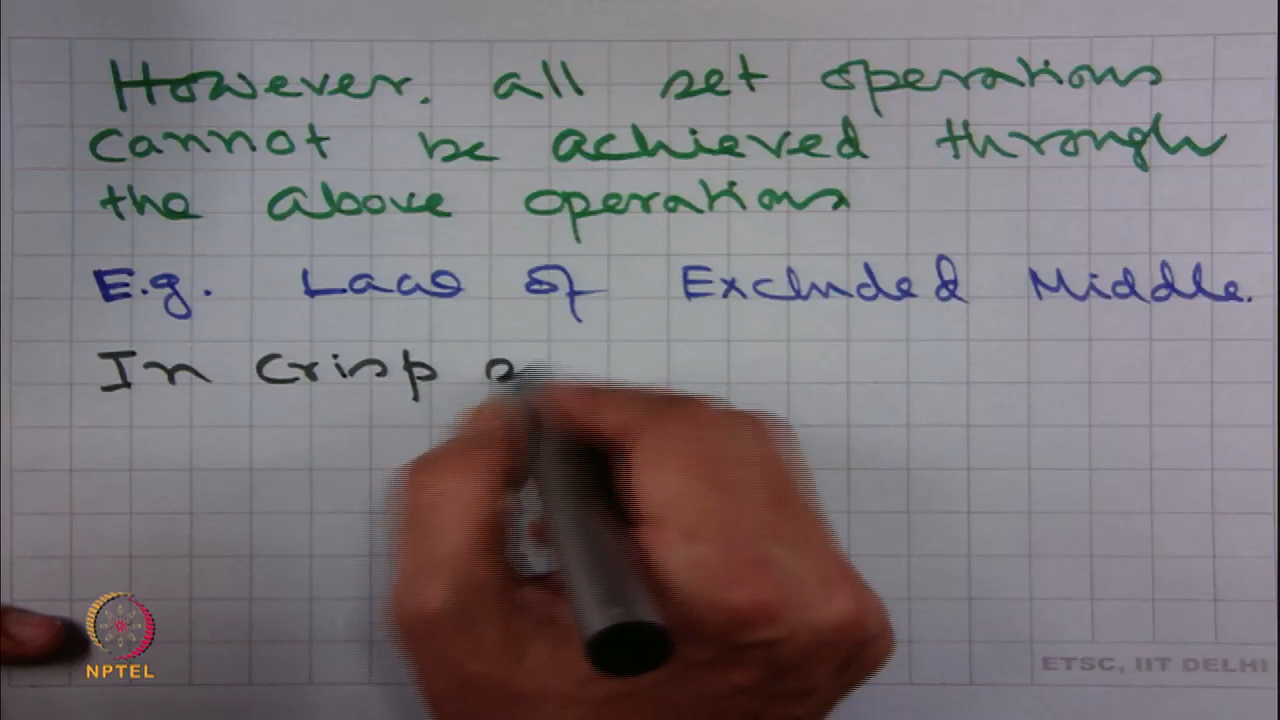 However. all set operations
cannot be achieved through
the above operations
E.g. Law of Excluded Middle.
In Crisp s
NPTEL
ETSC, IIT DELHI